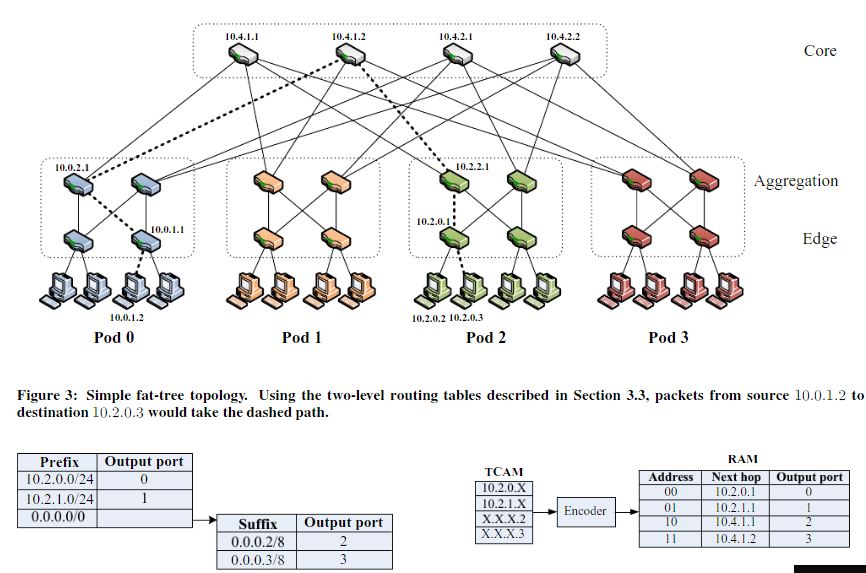 10.4.1.1 10.4.1.2 10.4.2.1 10.4.2.2
Core
10.0.2.1
10.2.2.1
Aggregation
10.2.0.1
10.0.1.1
Edge
10.0.1.2
10.2.0.2 10.2.0.3
Pod 0 Pod 1 Pod 2 Pod 3
Figure 3: Simple fat-tree topology. Using the two-level routing tables described in Section 3.3, packets from source 10.0.1.2 to
destination 10.2.0.3 would take the dashed path.
Prefix Output port
10.2.0.0/24 0
10.2.1.0/24 1
0.0.0.0/0
Suffix Output port
0.0.0.2/8 2
0.0.0.3/8 3
TCAM
10.2.0.X
10.2.1.X
X.X.X.2
X.X.X.3
Encoder
RAM
Address Next hop Output port
00 10.2.0.1 0
01 10.2.1.1 1
10 10.4.1.1 2
11 10.4.1.2 3